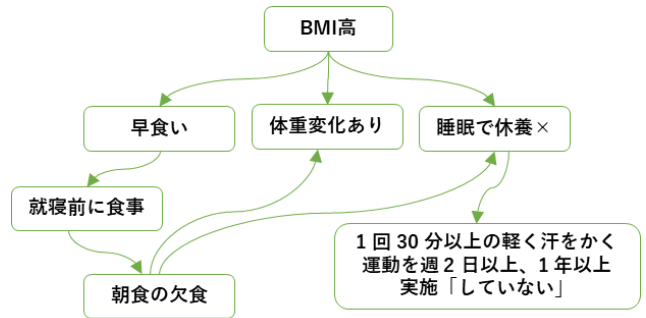 BMI高
早食い
体重変化あり
睡眠で休養×
就寝前に食事
1 回 30 分以上の軽く汗をかく
運動を週 2 日以上、1 年以上
実施「していない」
朝食の欠食